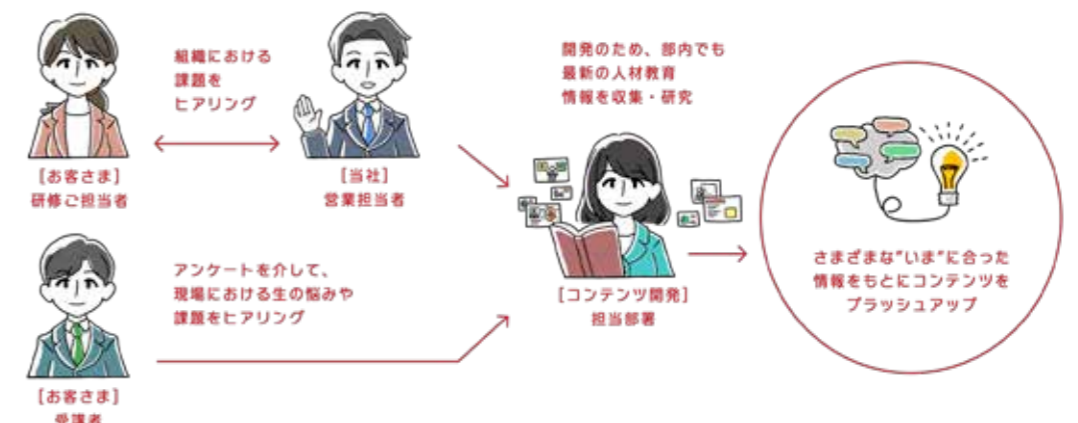 組織における
課題を
ヒアリング
[お客さま]
研修ご担当者
[当社]
営業担当者
開発のため、部内でも
最新の人材教育
情報を収集・研究
アンケートを介して、
現場における生の悩みや
課題をヒアリング
[お客さま]
受講者
[コンテンツ開発]
担当部署
さまざまな"いま"に合った
情報をもとにコンテンツを
ブラッシュアップ